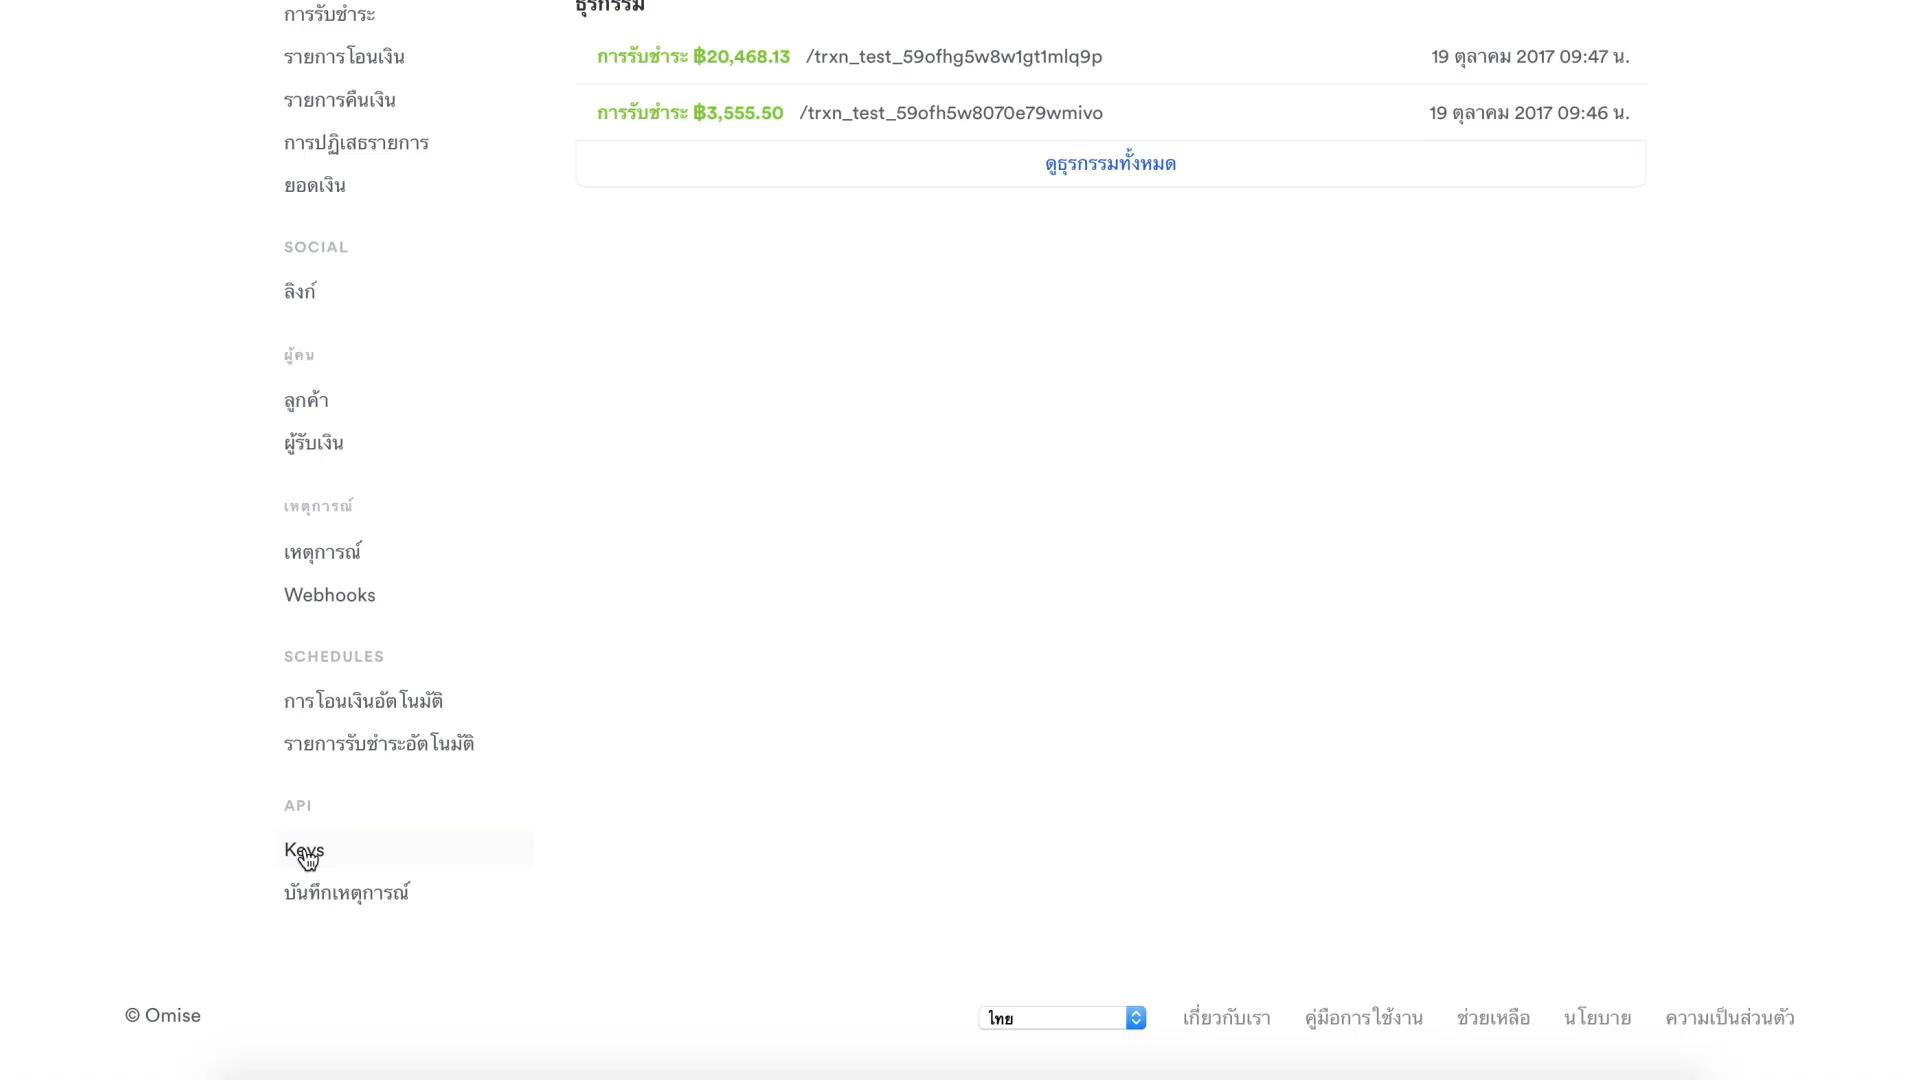 การรับชำระ
รายการโอนเงิน
รายการคืนเงิน
การปฏิเสธรายการ
ยอดเงิน
SOCIAL
ลิงก์
ผู้คน
ลูกค้า
ผู้รับเงิน
เหตุการณ์
เหตุการณ์
Webhooks
SCHEDULES
การโอนเงินอัตโนมัติ
รายการรับชำระอัตโนมัติ
API
Keys
บันทึกเหตุการณ์
ธุรกรรม
การรับชำระ ฿20,468.13 /trxn_test_59ofhg5w8w1gt1mlq9p 19 ตุลาคม 2017 09:47 น.
การรับชำระ ฿3,555.50 /trxn_test_59ofh5w8070e79wmivo 19 ตุลาคม 2017 09:46 น.
ดูธุรกรรมทั้งหมด
© Omise ไทย เกี่ยวกับเรา คู่มือการใช้งาน ช่วยเหลือ นโยบาย ความเป็นส่วนตัว